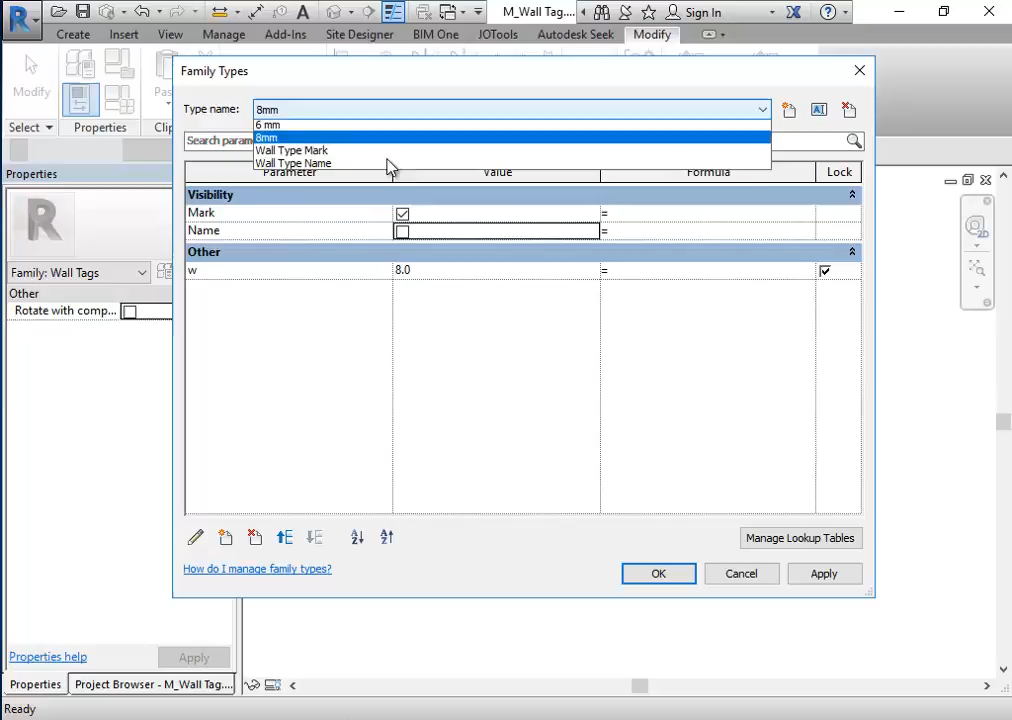 M_Wall Tag....
Sign In
Create Insert View Manage Add-Ins Site Designer BIM One JOTools Autodesk Seek Modify
Modify
Select
Properties
Properties
Family: Wall Tags
Other
Rotate with comp...
Properties help
Apply
Properties
Project Browser - M_Wall Tag....
Ready
Family Types
Type name:
8mm
6 mm
8mm
Wall Type Mark
Wall Type Name
Parameter Value Formula Lock
Visibility
Mark =
Name =
Other
w 8.0 =
Manage Lookup Tables
How do I manage family types?
OK Cancel Apply